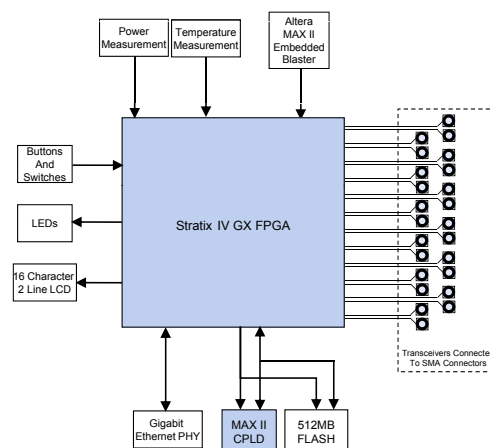 Power
Measurement
Temperature
Measurement
Altera
MAX II
Embedded
Blaster
Buttons
And
Switches
Stratix IV GX FPGA
LEDs
16 Character
2 Line LCD
Transceivers Connecte
To SMA Connectors
Gigabit
Ethernet PHY
MAX II
CPLD
512MB
FLASH